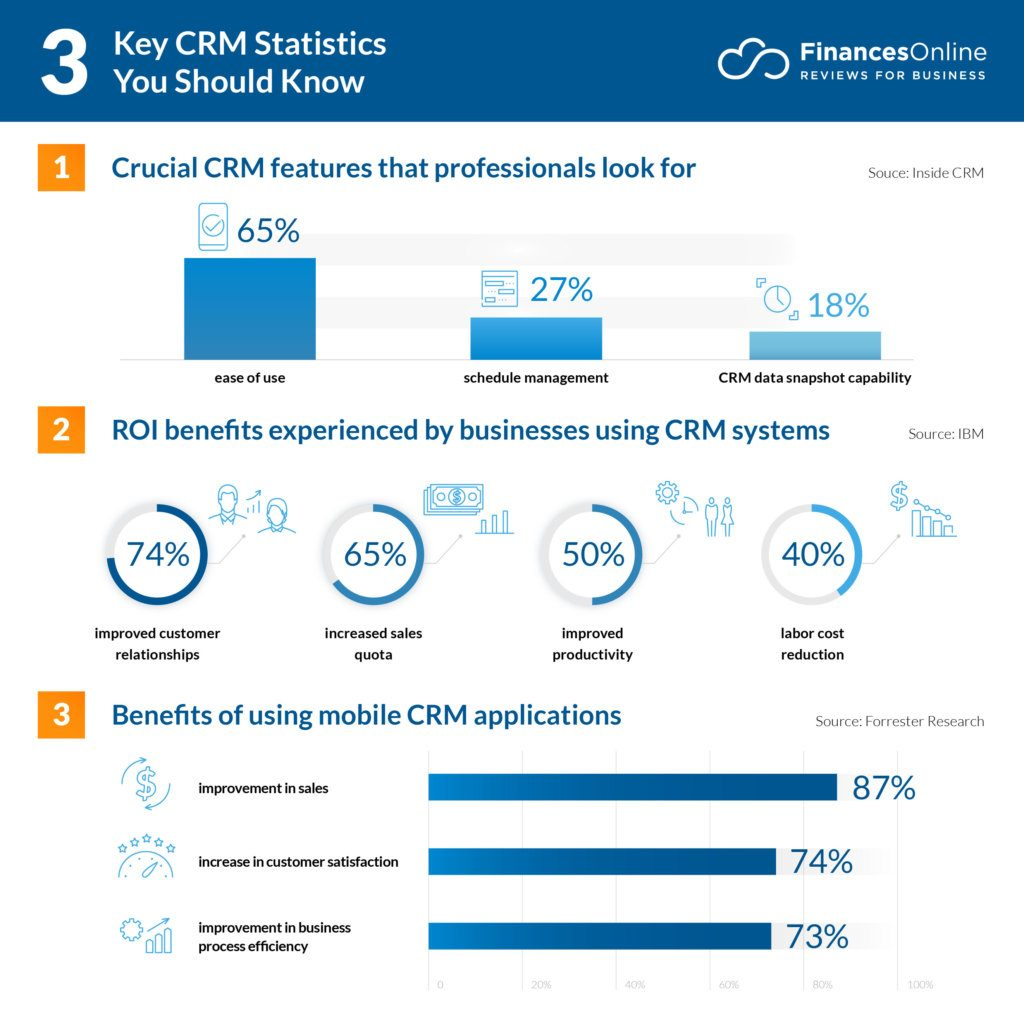 3
Key CRM Statistics
You Should Know
FinancesOnline
REVIEWS FOR BUSINESS
1
Crucial CRM features that professionals look for
Souce: Inside CRM
65%
27%
18%
ease of use
schedule management
CRM data snapshot capability
2
ROI benefits experienced by businesses using CRM systems
Source: IBM
74%
65%
50%
40%
improved customer
relationships
increased sales
quota
improved
productivity
labor cost
reduction
3
Benefits of using mobile CRM applications
Source: Forrester Research
improvement in sales
87%
increase in customer satisfaction
74%
improvement in business
process efficiency
73%
0
20%
40%
60%
80%
100%